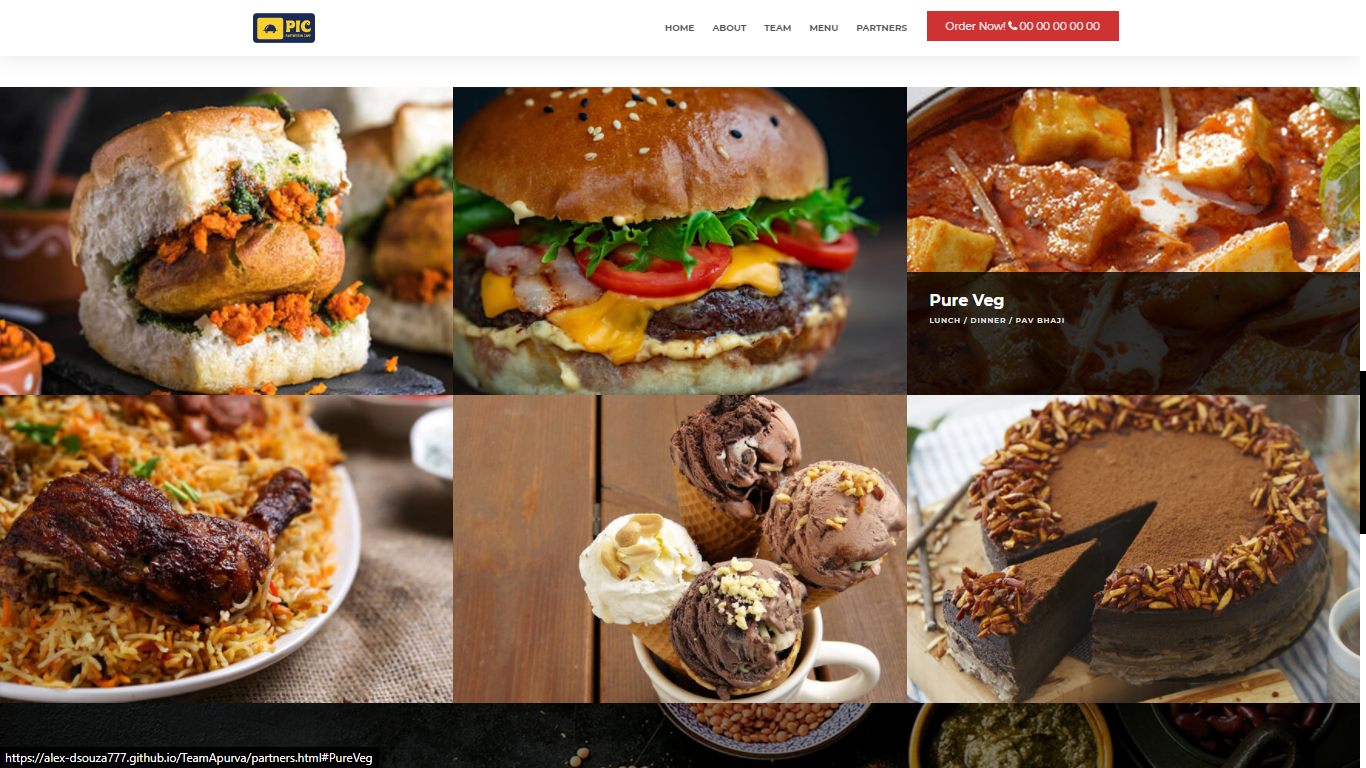 PIC
HOME ABOUT TEAM MENU PARTNERS Order Now! 00 00 00 00 00
Pure Veg
LUNCH / DINNER / PAV BHAJI
https://alex-dsouza777.github.io/TeamApurva/partners.html#PureVeg